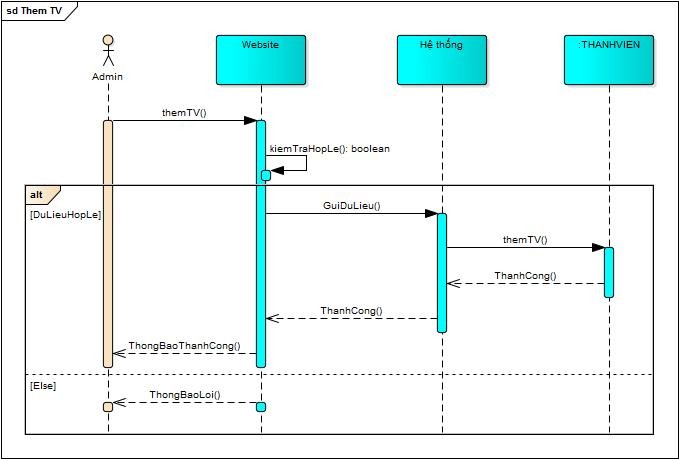 sd Them TV
Website
Hệ thống
:THANHVIEN
Admin
themTV()
kiemTraHopLe(): boolean
alt
[DuLieuHopLe]
GuiDuLieu()
themTV()
ThanhCong()
ThanhCong()
ThongBaoThanhCong()
[Else]
ThongBaoLoi()